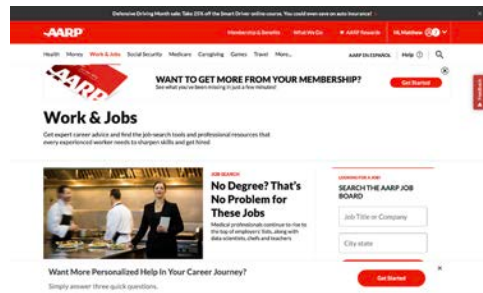 Defensive Driving Month sale: Take 25% off the Smart Driver online course. You could even save on auto insurance!
AARP
Membership & Benefits What We Do AARP Rewards Hi, Matthew
Health Money Work & Jobs Social Security Medicare Caregiving Games Travel More... AARP EN ESPAÑOL Help
AARP
WANT TO GET MORE FROM YOUR MEMBERSHIP?
See what you've been missing in just a few minutes!
Get Started
Feedback
Work & Jobs
Get expert career advice and find the job-search tools and professional resources that
every experienced worker needs to sharpen skills and get hired
JOB SEARCH
No Degree? That's
No Problem for
These Jobs
Medical professionals continue to rise to
the top of employers' lists, along with
data scientists, chefs and teachers
LOOKING FOR A JOB?
SEARCH THE AARP JOB
BOARD
Job Title or Company
City state
Want More Personalized Help In Your Career Journey?
Simply answer three quick questions.
Get Started